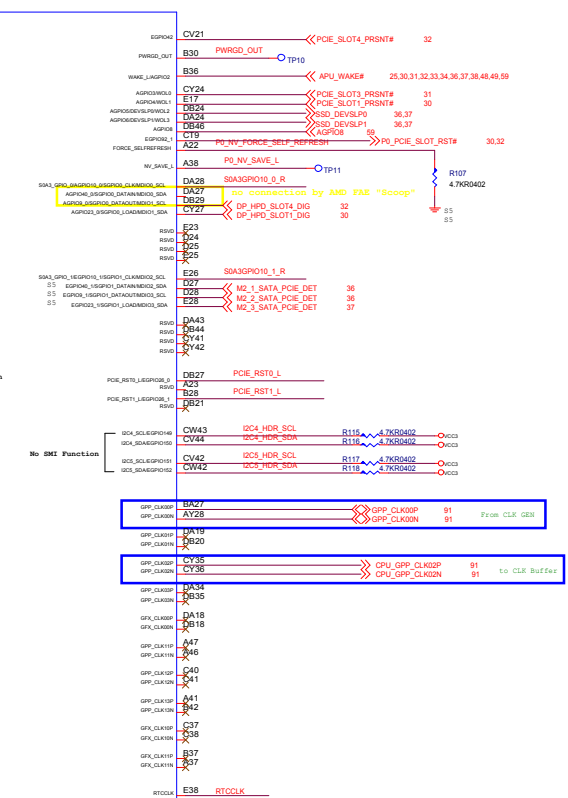 EGPIO42 CV21 PCIE_SLOT4_PRSNT# 32
PWRGD_OUT B30 PWRGD_OUT TP10
WAKE_L/AGPIO2 B36 APU_WAKE# 25,30,31,32,33,34,36,37,38,48,49,59
AGPIO3/WOL0 CY24 PCIE_SLOT3_PRSNT# 31
AGPIO4/WOL1 E17 PCIE_SLOT1_PRSNT# 30
AGPIO5/DEVSLP0/WOL2 DB24 SSD_DEVSLP0 36,37
AGPIO6/DEVSLP1/WOL3 DA24 SSD_DEVSLP1 36,37
AGPIO8 DB46 AGPIO8 59
EGPIO92_1 CT9 P0_PCIE_SLOT_RST# 30,32
FORCE_SELFREFRESH A22 P0_NV_FORCE_SELF_REFRESH
NV_SAVE_L A38 P0_NV_SAVE_L TP11
R107
4.7KR0402
S0A3_GPIO_0/AGPIO10_0/SGPIO0_CLK/MDIO0_SCL DA28 S0A3GPIO10_0_R
AGPIO40_0/SGPIO0_DATAIN/MDIO0_SDA DA27 no connection by AMD FAE "Scoop"
AGPIO9_0/SGPIO0_DATAOUT/MDIO1_SCL DB29 DP_HPD_SLOT4_DIG 32
AGPIO23_0/SGPIO0_LOAD/MDIO1_SDA CY27 DP_HPD_SLOT1_DIG 30
S5
S5
RSVD E23
RSVD D24
RSVD D25
RSVD E25
S0A3_GPIO_1/EGPIO10_1/SGPIO1_CLK/MDIO2_SCL E26 S0A3GPIO10_1_R
S5 EGPIO40_1/SGPIO1_DATAIN/MDIO2_SDA D27 M2_1_SATA_PCIE_DET 36
S5 EGPIO9_1/SGPIO1_DATAOUT/MDIO3_SCL D28 M2_2_SATA_PCIE_DET 36
S5 EGPIO23_1/SGPIO1_LOAD/MDIO3_SDA E28 M2_3_SATA_PCIE_DET 37
RSVD DA43
RSVD DB44
RSVD CY41
RSVD CY42
PCIE_RST0_L/EGPIO26_0 DB27 PCIE_RST0_L
RSVD A23
PCIE_RST1_L/EGPIO26_1 B28 PCIE_RST1_L
RSVD DB21
No SMI Function
I2C4_SCL/EGPIO149 CW43 I2C4_HDR_SCL R115 4.7KR0402 VCC3
I2C4_SDA/EGPIO150 CV44 I2C4_HDR_SDA R116 4.7KR0402 VCC3
I2C5_SCL/EGPIO151 CV42 I2C5_HDR_SCL R117 4.7KR0402 VCC3
I2C5_SDA/EGPIO152 CW42 I2C5_HDR_SDA R118 4.7KR0402 VCC3
GPP_CLK00P BA27 GPP_CLK00P 91
GPP_CLK00N AY28 GPP_CLK00N 91
From CLK GEN
GPP_CLK01P DA19
GPP_CLK01N DB20
GPP_CLK02P CY35 CPU_GPP_CLK02P 91
GPP_CLK02N CY36 CPU_GPP_CLK02N 91
to CLK Buffer
GPP_CLK03P DA34
GPP_CLK03N DB35
GFX_CLK00P DA18
GFX_CLK00N DB18
GPP_CLK11P A47
GPP_CLK11N A46
GPP_CLK12P C40
GPP_CLK12N C41
GPP_CLK13P A41
GPP_CLK13N B42
GFX_CLK10P C37
GFX_CLK10N C38
GFX_CLK11P B37
GFX_CLK11N A37
RTCCLK E38 RTCCLK